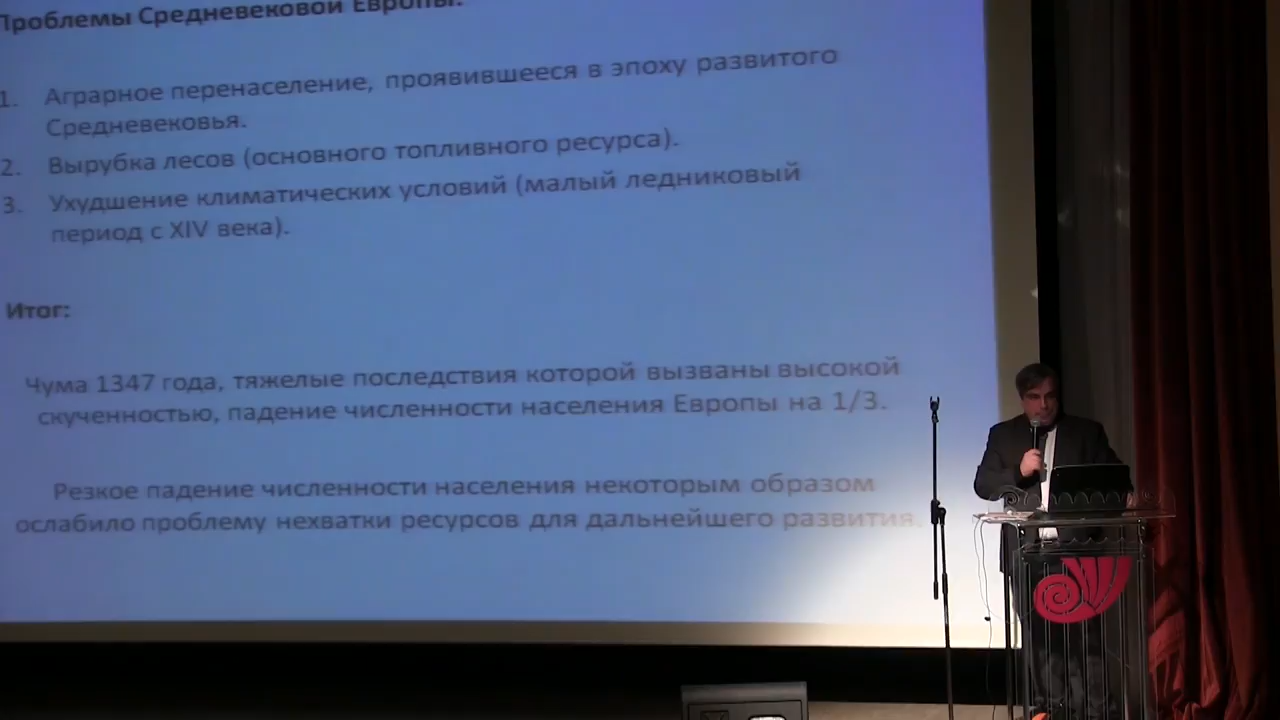 Проблемы Средневековой Европы:
1. Аграрное перенаселение, проявившееся в эпоху развитого
Средневековья.
2. Вырубка лесов (основного топливного ресурса).
3. Ухудшение климатических условий (малый ледниковый
период с XIV века).
Итог:
Чума 1347 года, тяжелые последствия которой вызваны высокой
скученностью, падение численности населения Европы на 1/3.
Резкое падение численности населения некоторым образом
ослабило проблему нехватки ресурсов для дальнейшего развития.